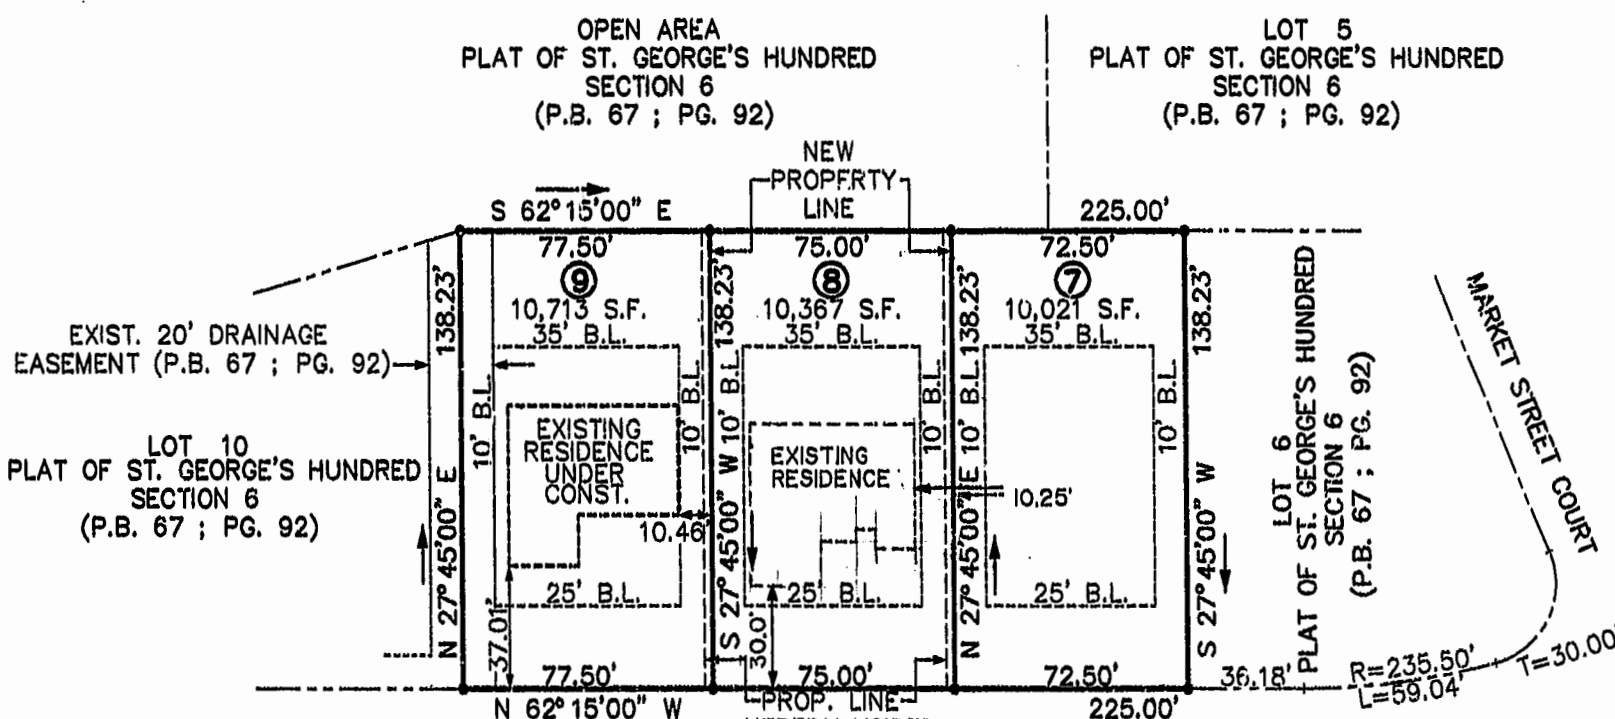 OPEN AREA
PLAT OF ST. GEORGE'S HUNDRED
SECTION 6
(P.B. 67 ; PG. 92)
LOT 5
PLAT OF ST. GEORGE'S HUNDRED
SECTION 6
(P.B. 67 ; PG. 92)
NEW
PROPERTY
LINE
S 62°15'00" E
225.00'
77.50'
75.00'
72.50'
9
8
7
10,713 S.F.
10,367 S.F.
10,021 S.F.
35' B.L.
35' B.L.
35' B.L.
138.23'
138.23'
138.23'
138.23'
EXIST. 20' DRAINAGE
EASEMENT (P.B. 67 ; PG. 92)
10' B.L.
10' B.L.
10' B.L.
10' B.L.
10' B.L.
10' B.L.
LOT 10
PLAT OF ST. GEORGE'S HUNDRED
SECTION 6
(P.B. 67 ; PG. 92)
EXISTING
RESIDENCE
UNDER
CONST.
EXISTING
RESIDENCE
10.46'
10.25'
N 27°45'00" E
S 27°45'00" W
N 27°45'00" E
S 27°45'00" W
25' B.L.
25' B.L.
25' B.L.
37.01'
30.0'
77.50'
75.00'
72.50'
N 62°15'00" W
PROP. LINE
225.00'
LOT 6
PLAT OF ST. GEORGE'S HUNDRED
SECTION 6
(P.B. 67 ; PG. 92)
MARKET STREET COURT
36.18'
R=235.50'
L=59.04'
T=30.00'